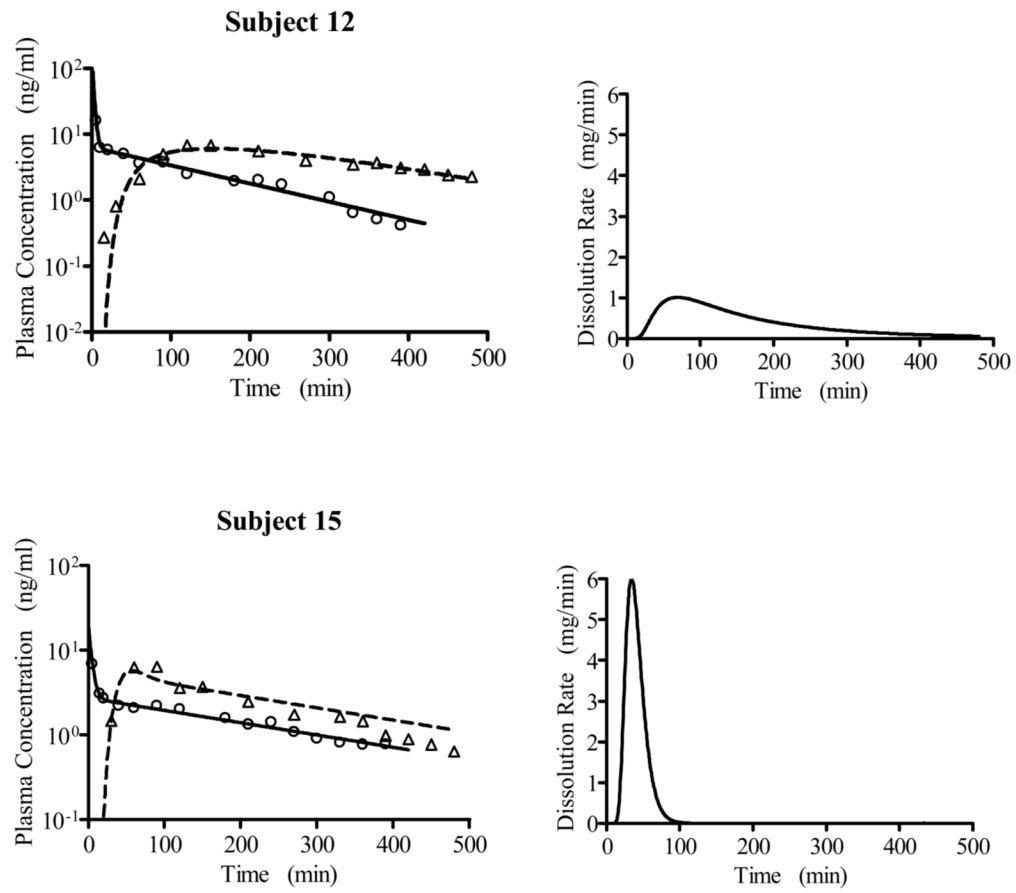 Subject 12
Plasma Concentration (ng/ml)
10²
10¹
10⁰
10⁻¹
10⁻²
0 100 200 300 400 500
Time (min)
Dissolution Rate (mg/min)
6
5
4
3
2
1
0
0 100 200 300 400 500
Time (min)
Subject 15
Plasma Concentration (ng/ml)
10²
10¹
10⁰
10⁻¹
0 100 200 300 400 500
Time (min)
Dissolution Rate (mg/min)
6
5
4
3
2
1
0
0 100 200 300 400 500
Time (min)